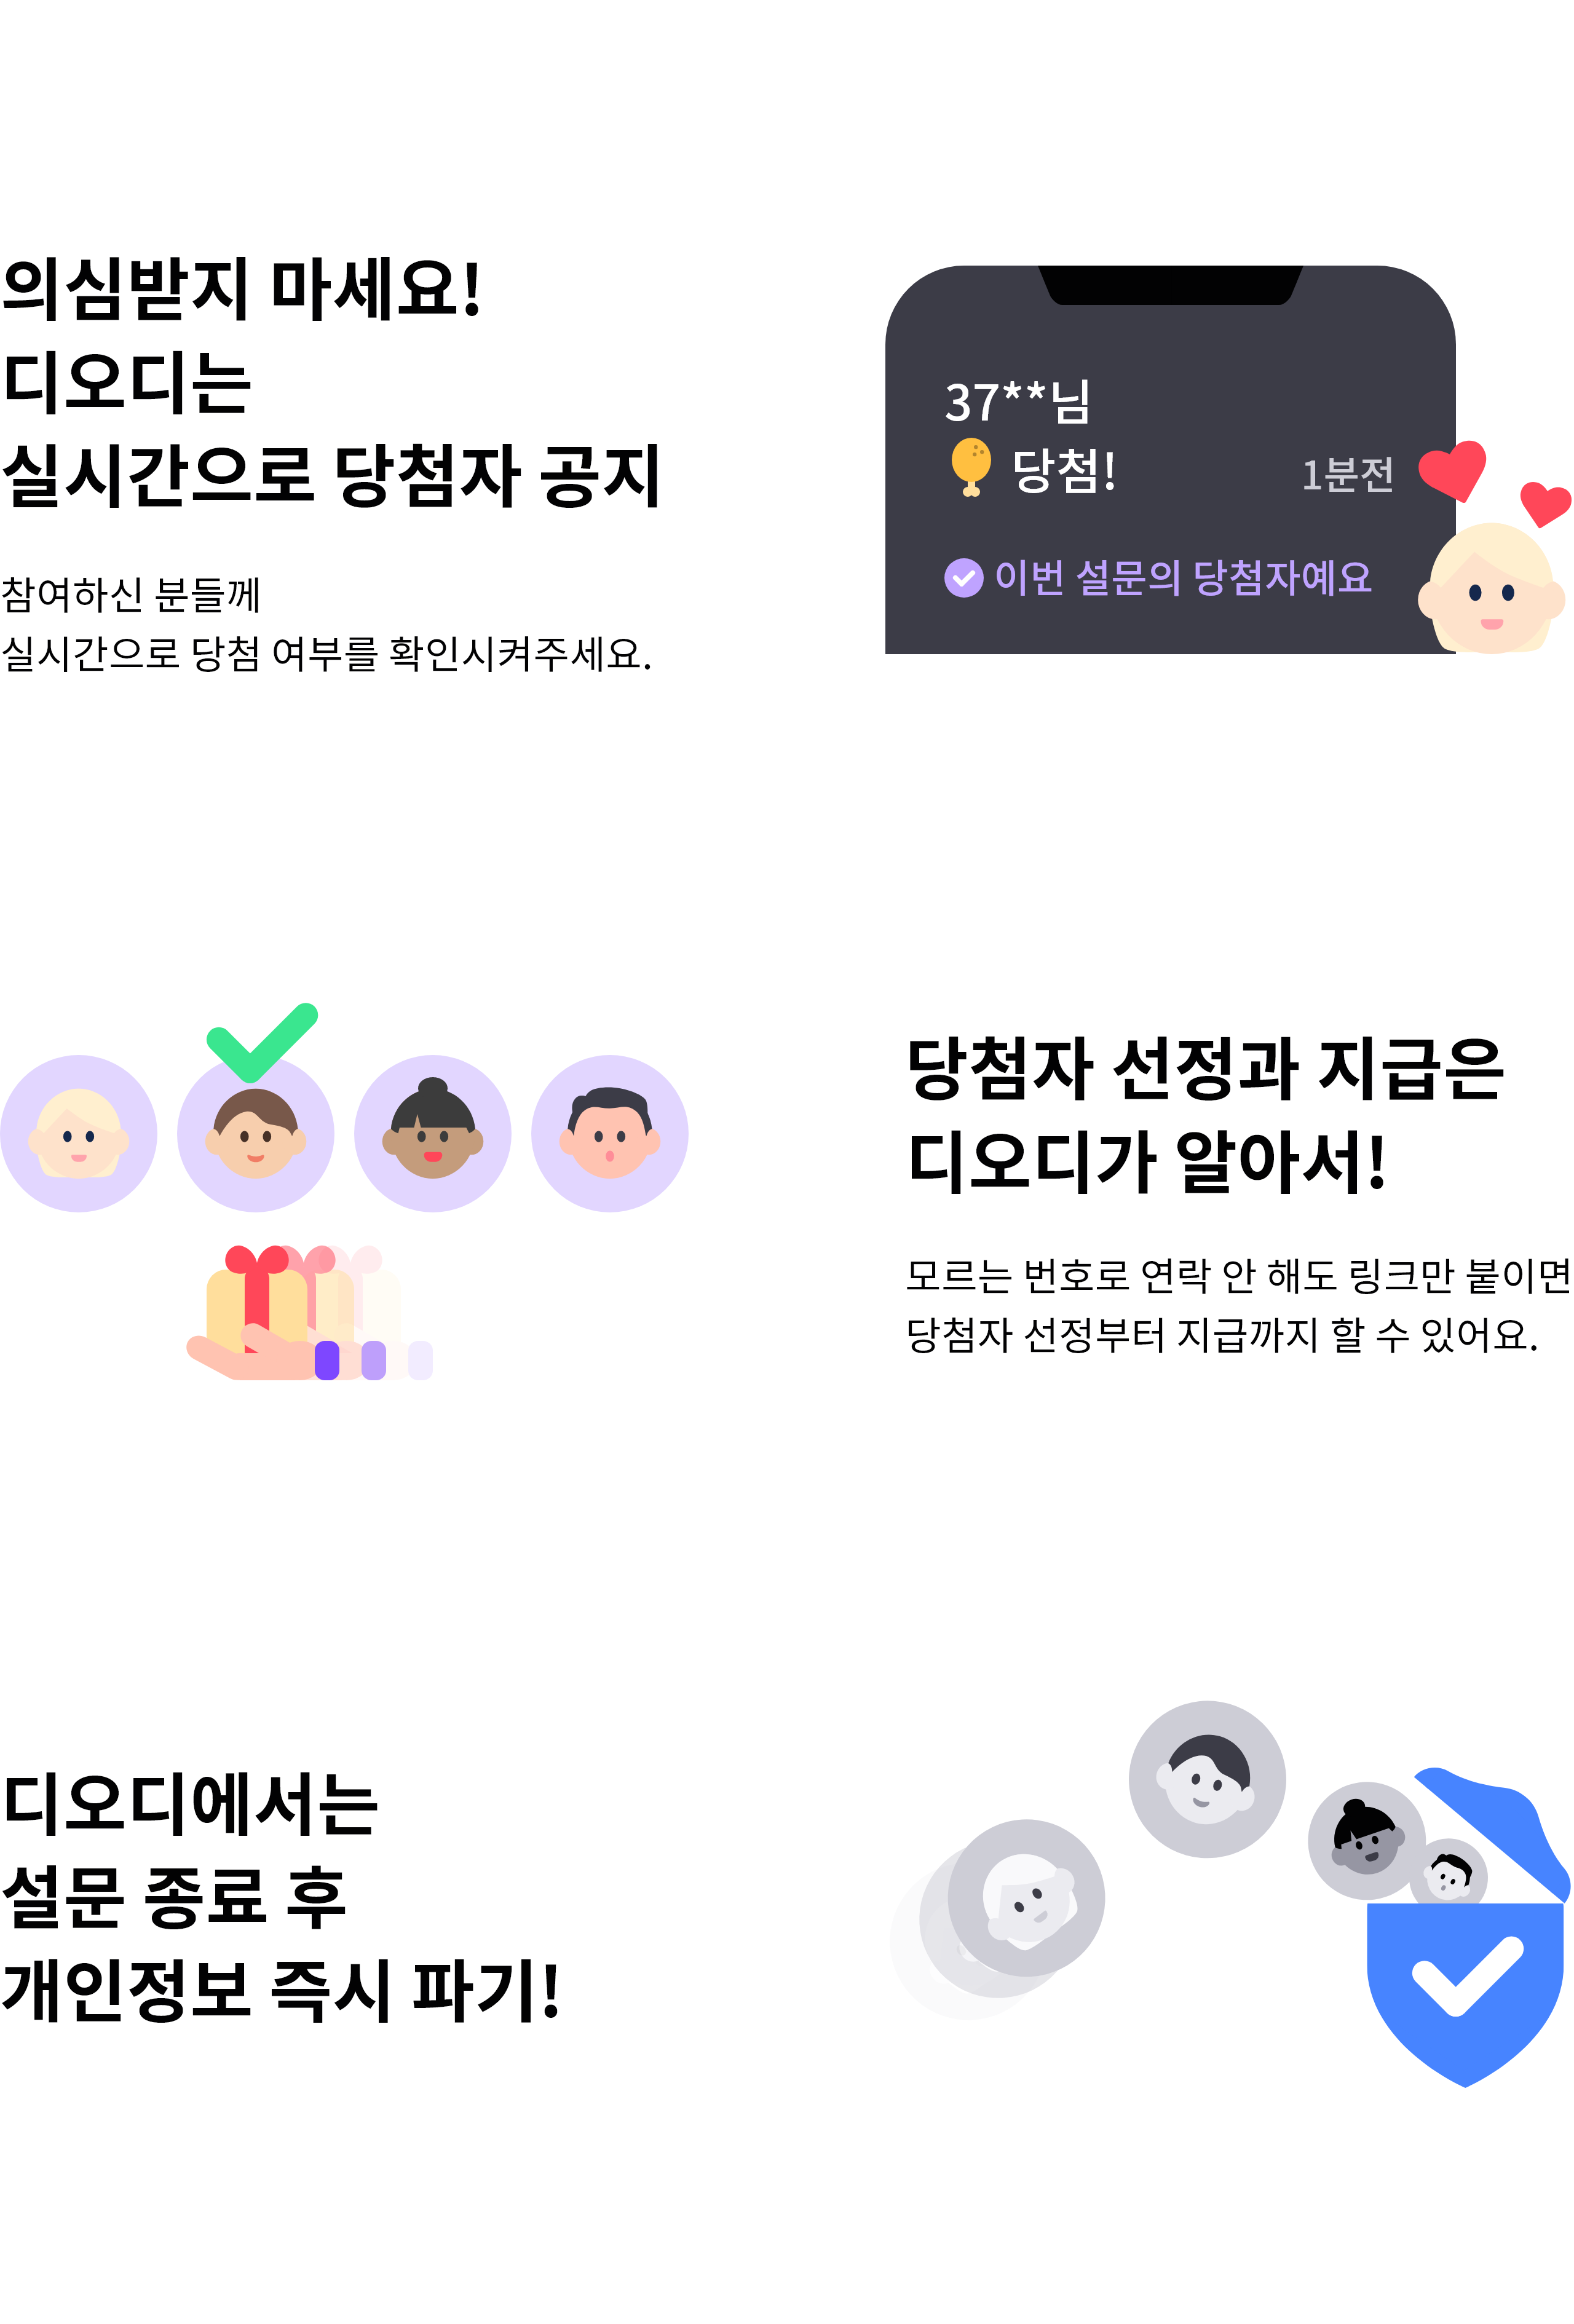 의심받지 마세요!
디오디는
실시간으로 당첨자 공지
참여하신 분들께
실시간으로 당첨 여부를 확인시켜주세요.
37**님
당첨!
1분전
이번 설문의 당첨자예요
당첨자 선정과 지급은
디오디가 알아서!
모르는 번호로 연락 안 해도 링크만 붙이면
당첨자 선정부터 지급까지 할 수 있어요.
디오디에서는
설문 종료 후
개인정보 즉시 파기!